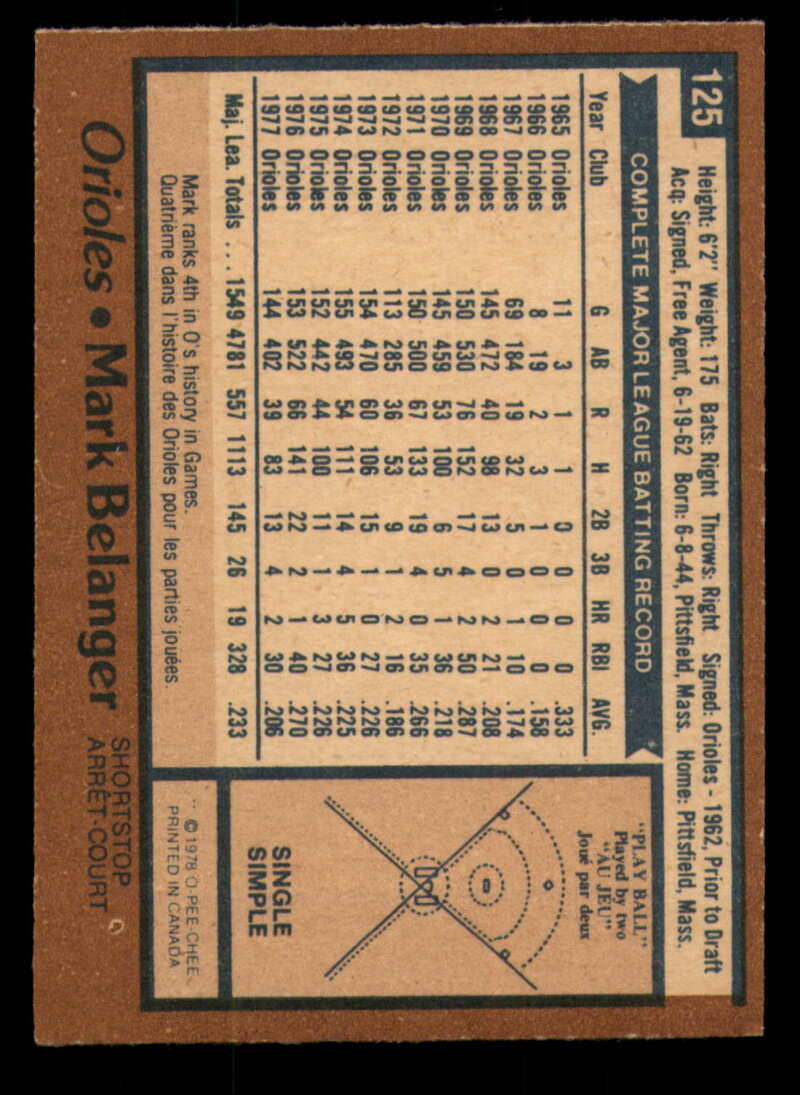 125
Height: 6'2" Weight: 175 Bats: Right Throws: Right Signed: Orioles - 1962, Prior to Draft
Acq: Signed, Free Agent, 6-19-62 Born: 6-8-44, Pittsfield, Mass. Home: Pittsfield, Mass.
COMPLETE MAJOR LEAGUE BATTING RECORD
Year Club G AB R H 2B 3B HR RBI AVG.
1965 Orioles 11 3 1 1 0 0 0 0 .333
1966 Orioles 8 19 2 3 1 0 0 0 .158
1967 Orioles 69 184 19 32 5 0 1 10 .174
1968 Orioles 145 472 40 98 13 0 2 21 .208
1969 Orioles 150 530 76 152 17 4 2 50 .287
1970 Orioles 145 459 53 100 6 5 1 36 .218
1971 Orioles 150 500 67 133 19 4 0 35 .266
1972 Orioles 113 285 36 53 9 1 2 16 .186
1973 Orioles 154 470 60 106 15 1 0 27 .226
1974 Orioles 155 493 54 111 14 4 5 36 .225
1975 Orioles 152 442 44 100 11 1 3 27 .226
1976 Orioles 153 522 66 141 22 2 1 40 .270
1977 Orioles 144 402 39 83 13 4 2 30 .206
Maj. Lea. Totals ... 1549 4781 557 1113 145 26 19 328 .233
Mark ranks 4th in O's history in Games.
Quatrième dans l'histoire des Orioles pour les parties jouées.
"PLAY BALL"
Played by two
"AU JEU"
Joué par deux
SINGLE
SIMPLE
© 1978 O-PEE-CHEE
PRINTED IN CANADA
Orioles • Mark Belanger
SHORTSTOP
ARRÊT-COURT